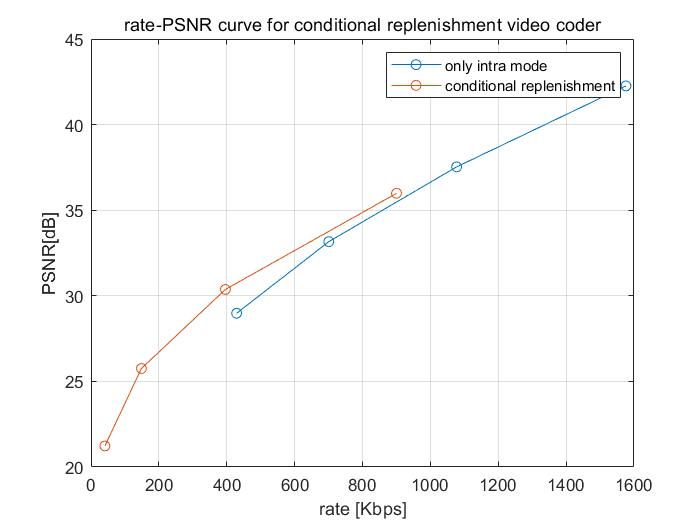 rate-PSNR curve for conditional replenishment video coder
only intra mode
conditional replenishment
45
40
35
30
25
20
PSNR[dB]
0 200 400 600 800 1000 1200 1400 1600
rate [Kbps]